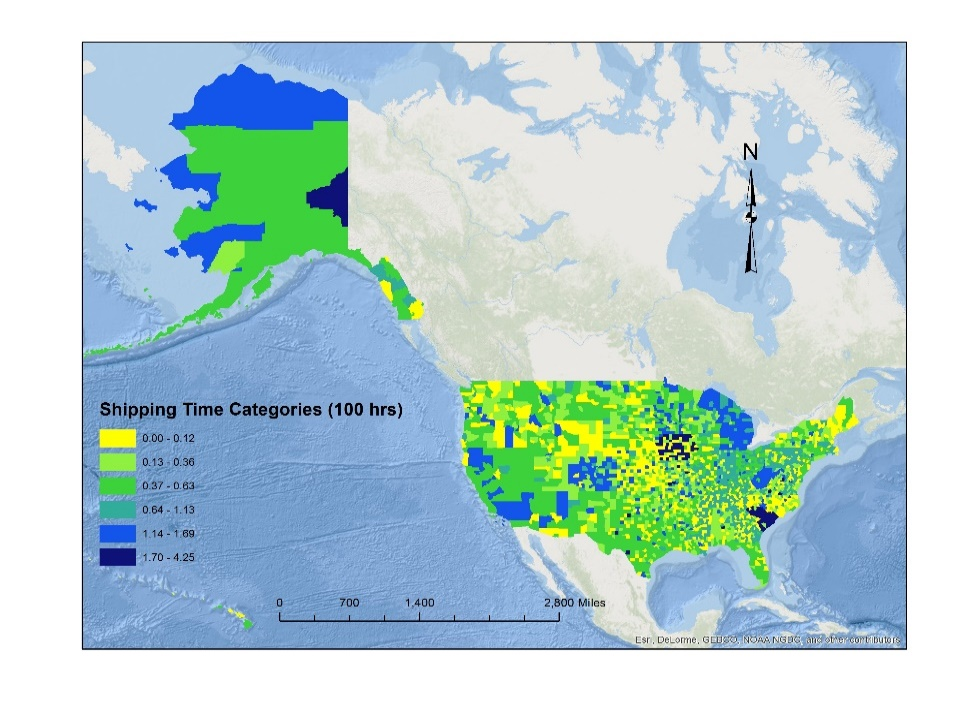 N
Shipping Time Categories (100 hrs)
0.00 - 0.12
0.13 - 0.36
0.37 - 0.63
0.64 - 1.13
1.14 - 1.69
1.70 - 4.25
0 700 1,400 2,800 Miles
Esri, DeLorme, GEBCO, NOAA NGDC, and other contributors